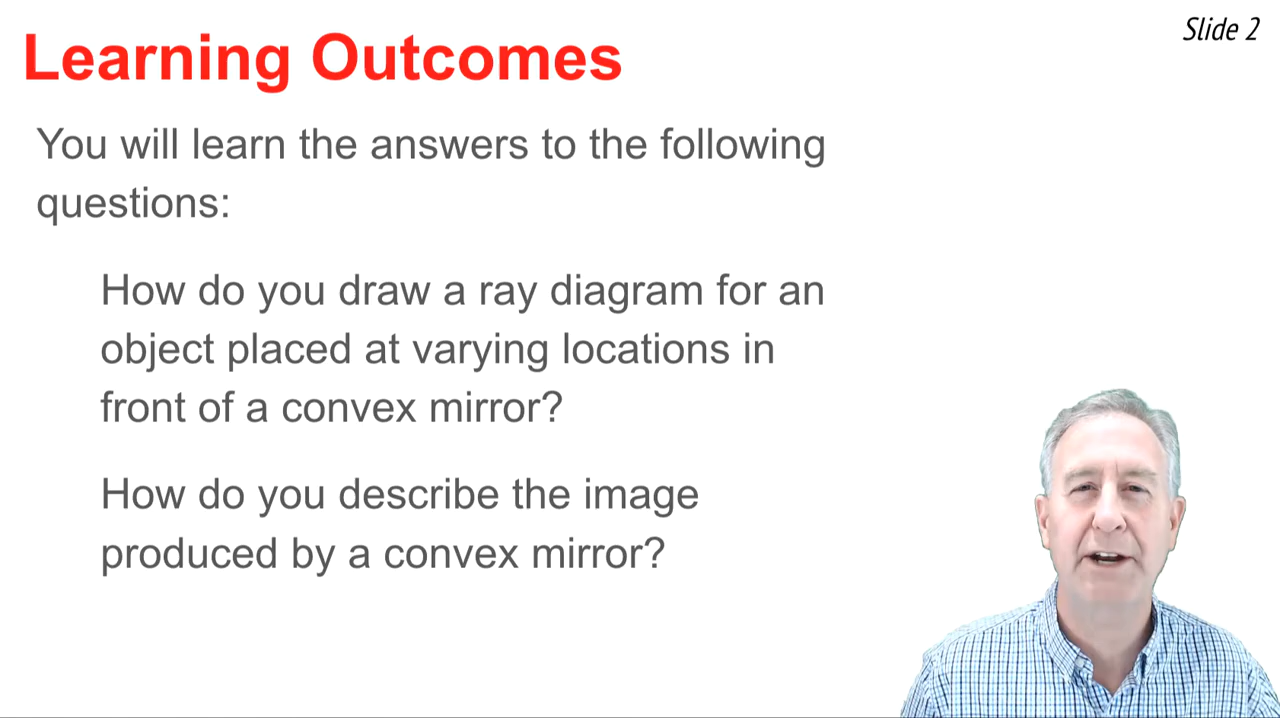 Slide 2
Learning Outcomes
You will learn the answers to the following
questions:
How do you draw a ray diagram for an
object placed at varying locations in
front of a convex mirror?
How do you describe the image
produced by a convex mirror?